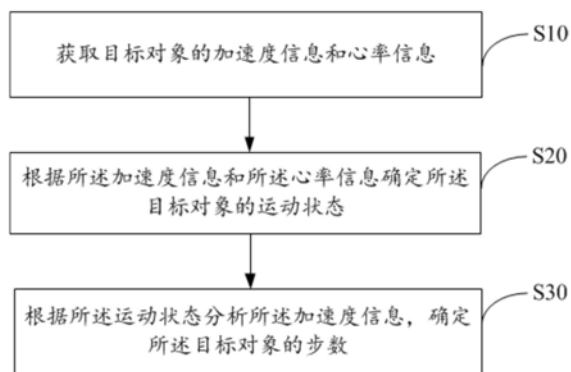 获取目标对象的加速度信息和心率信息
S10
根据所述加速度信息和所述心率信息确定所述
目标对象的运动状态
S20
根据所述运动状态分析所述加速度信息，确定
所述目标对象的步数
S30